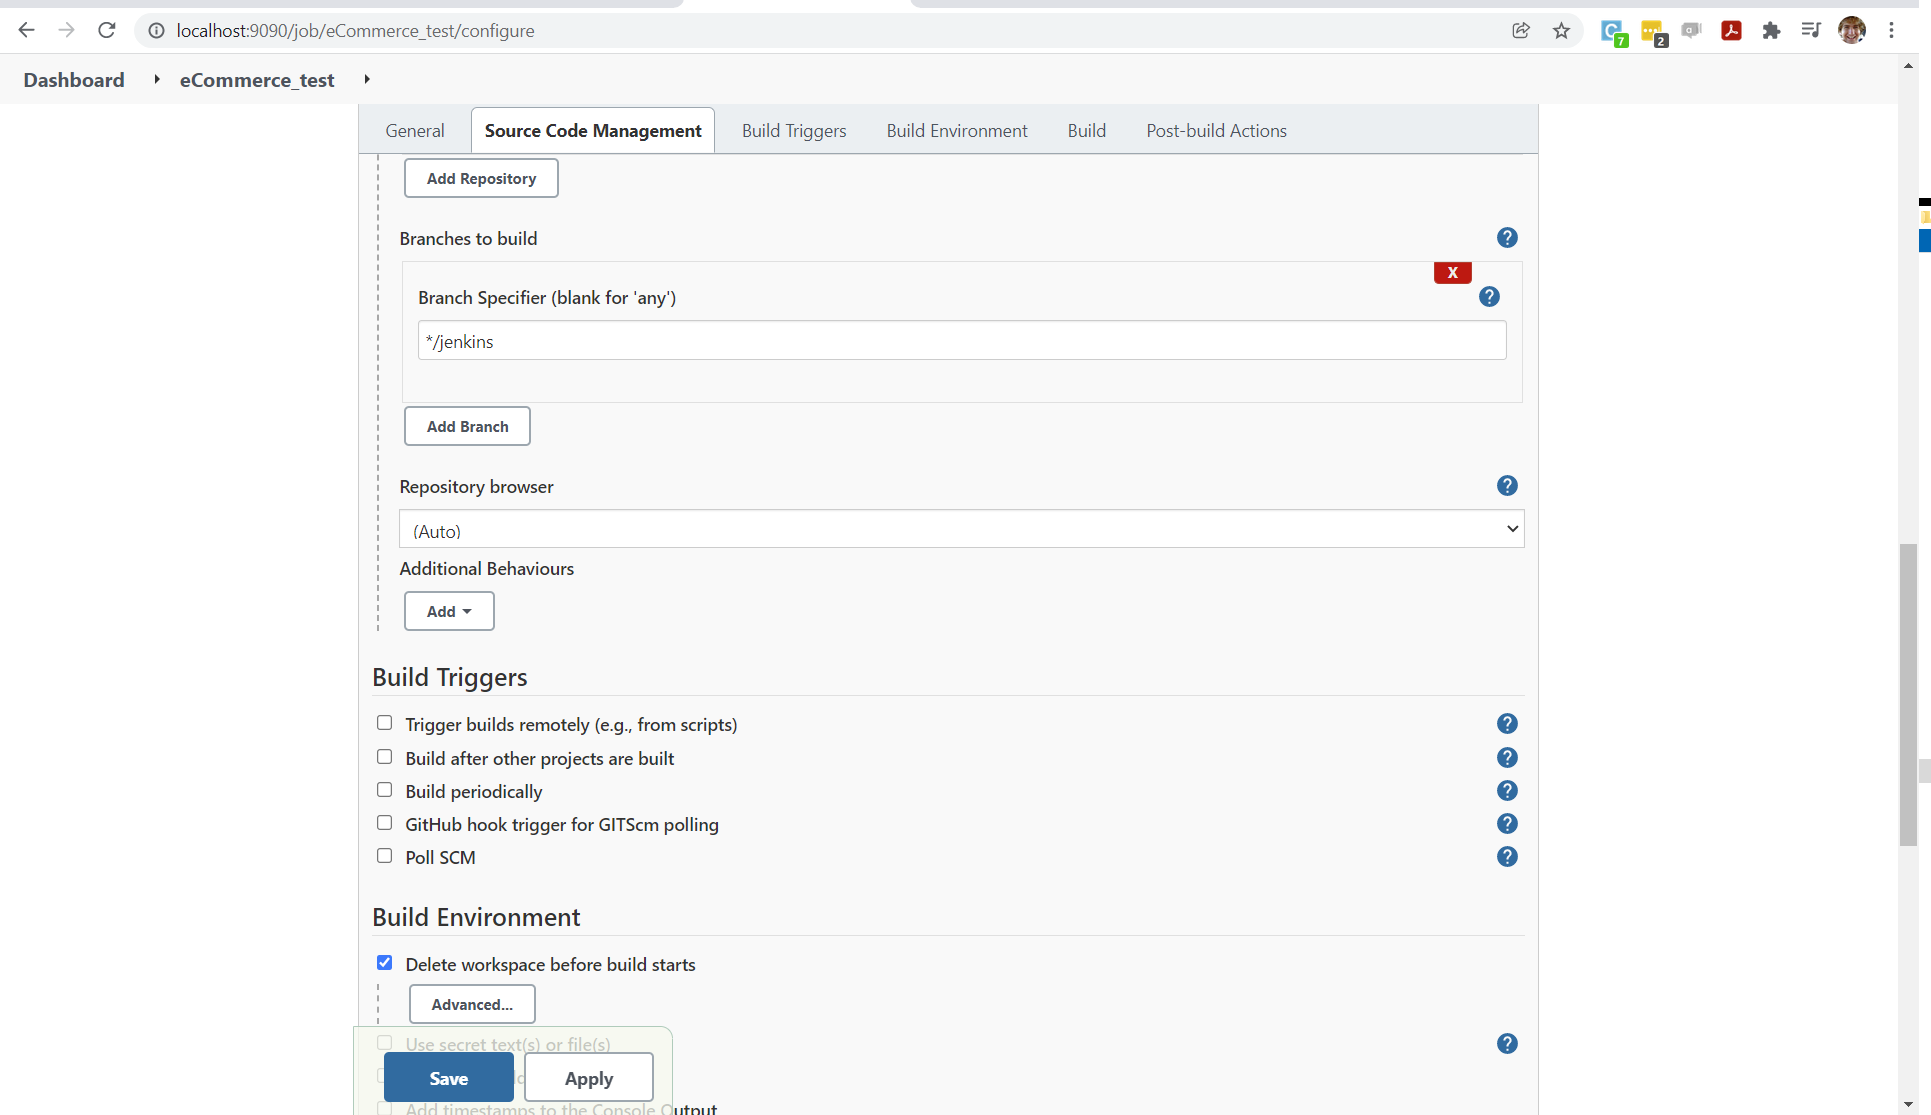 localhost:9090/job/eCommerce_test/configure
7
2
Dashboard eCommerce_test
General Source Code Management Build Triggers Build Environment Build Post-build Actions
Add Repository
Branches to build
?
X
Branch Specifier (blank for 'any')
?
*/jenkins
Add Branch
Repository browser
?
(Auto)
Additional Behaviours
Add
Build Triggers
Trigger builds remotely (e.g., from scripts)
?
Build after other projects are built
?
Build periodically
?
GitHub hook trigger for GITScm polling
?
Poll SCM
?
Build Environment
Delete workspace before build starts
Advanced...
Use secret text(s) or file(s)
?
Save Apply
Add timestamps to the Console Output